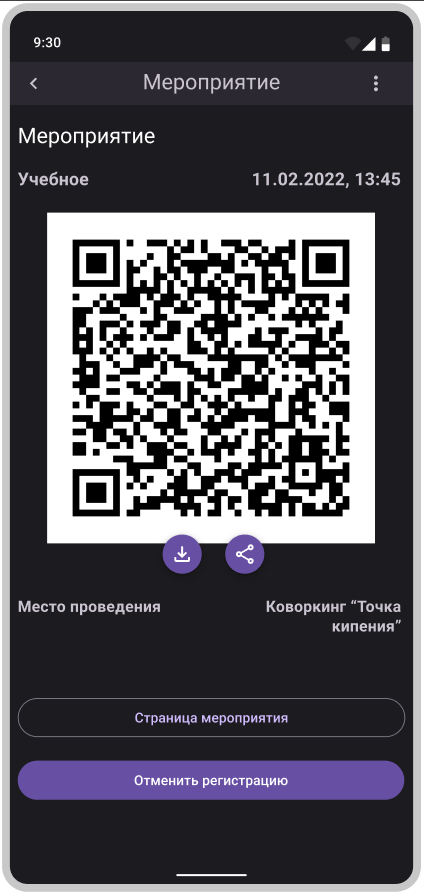 9:30
Мероприятие
Мероприятие
Учебное 11.02.2022, 13:45
Место проведения Коворкинг “Точка
кипения”
Страница мероприятия
Отменить регистрацию